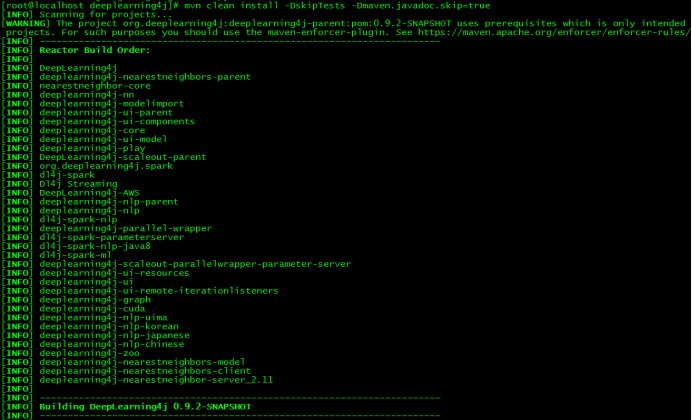 [root@localhost deeplearning4j]# mvn clean install -DskipTests -Dmaven.javadoc.skip=true
[INFO] Scanning for projects...
[WARNING] The project org.deeplearning4j:deeplearning4j-parent:pom:0.9.2-SNAPSHOT uses prerequisites which is only intended
projects. For such purposes you should use the maven-enforcer-plugin. See https://maven.apache.org/enforcer/enforcer-rules/
[INFO] ------------------------------------------------------------------------
[INFO] Reactor Build Order:
[INFO]
[INFO] DeepLearning4j
[INFO] deeplearning4j-nearestneighbors-parent
[INFO] nearestneighbor-core
[INFO] deeplearning4j-nn
[INFO] deeplearning4j-modelimport
[INFO] deeplearning4j-ui-parent
[INFO] deeplearning4j-ui-components
[INFO] deeplearning4j-core
[INFO] deeplearning4j-ui-model
[INFO] deeplearning4j-play
[INFO] DeepLearning4j-scaleout-parent
[INFO] org.deeplearning4j.spark
[INFO] dl4j-spark
[INFO] Dl4j Streaming
[INFO] DeepLearning4j-AWS
[INFO] deeplearning4j-nlp-parent
[INFO] deeplearning4j-nlp
[INFO] dl4j-spark-nlp
[INFO] deeplearning4j-parallel-wrapper
[INFO] dl4j-spark-parameterserver
[INFO] dl4j-spark-nlp-java8
[INFO] dl4j-spark-ml
[INFO] deeplearning4j-scaleout-parallelwrapper-parameter-server
[INFO] deeplearning4j-ui-resources
[INFO] deeplearning4j-ui
[INFO] deeplearning4j-ui-remote-iterationlisteners
[INFO] deeplearning4j-graph
[INFO] deeplearning4j-cuda
[INFO] deeplearning4j-nlp-uima
[INFO] deeplearning4j-nlp-korean
[INFO] deeplearning4j-nlp-japanese
[INFO] deeplearning4j-nlp-chinese
[INFO] deeplearning4j-zoo
[INFO] deeplearning4j-nearestneighbors-model
[INFO] deeplearning4j-nearestneighbors-client
[INFO] deeplearning4j-nearestneighbor-server_2.11
[INFO]
[INFO] ------------------------------------------------------------------------
[INFO] Building DeepLearning4j 0.9.2-SNAPSHOT
[INFO] ------------------------------------------------------------------------